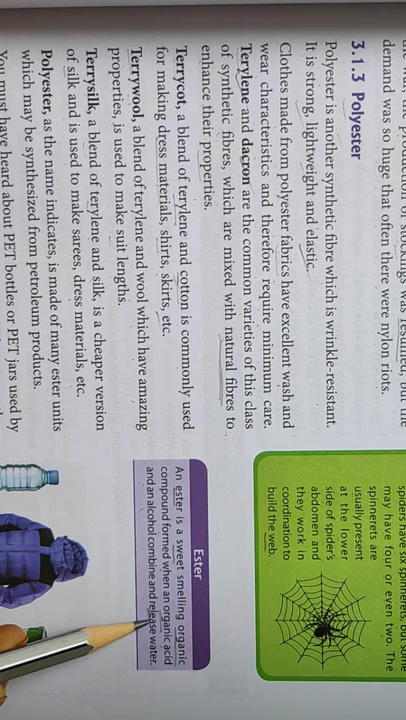 demand was so huge that often there were nylon riots.
3.1.3 Polyester
Polyester is another synthetic fibre which is wrinkle-resistant.
It is strong, lightweight and elastic.
Clothes made from polyester fabrics have excellent wash and
wear characteristics and therefore require minimum care.
Terylene and dacron are the common varieties of this class
of synthetic fibres, which are mixed with natural fibres to
enhance their properties.
Terrycot, a blend of terylene and cotton is commonly used
for making dress materials, shirts, skirts, etc.
Terrywool, a blend of terylene and wool which have amazing
properties, is used to make suit lengths.
Terrysilk, a blend of terylene and silk, is a cheaper version
of silk and is used to make sarees, dress materials, etc.
Polyester, as the name indicates, is made of many ester units
which may be synthesized from petroleum products.
You must have heard about PET bottles or PET jars used by
spiders have six spinnerets, but some
may have four or even two. The
spinnerets are
usually present
at the lower
side of spider's
abdomen and
they work in
coordination to
build the web.
Ester
An ester is a sweet smelling organic
compound formed when an organic acid
and an alcohol combine and release water.